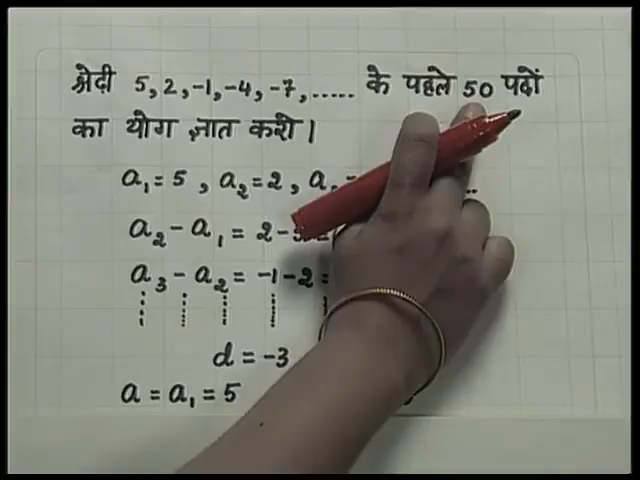 श्रेढ़ी 5, 2, -1, -4, -7, ..... के पहले 50 पदों
का योग ज्ञात करो।
a₁ = 5 , a₂ = 2 ,
a₂ - a₁ = 2 -
a₃ - a₂ = -1 - 2 =
d = -3
a = a₁ = 5